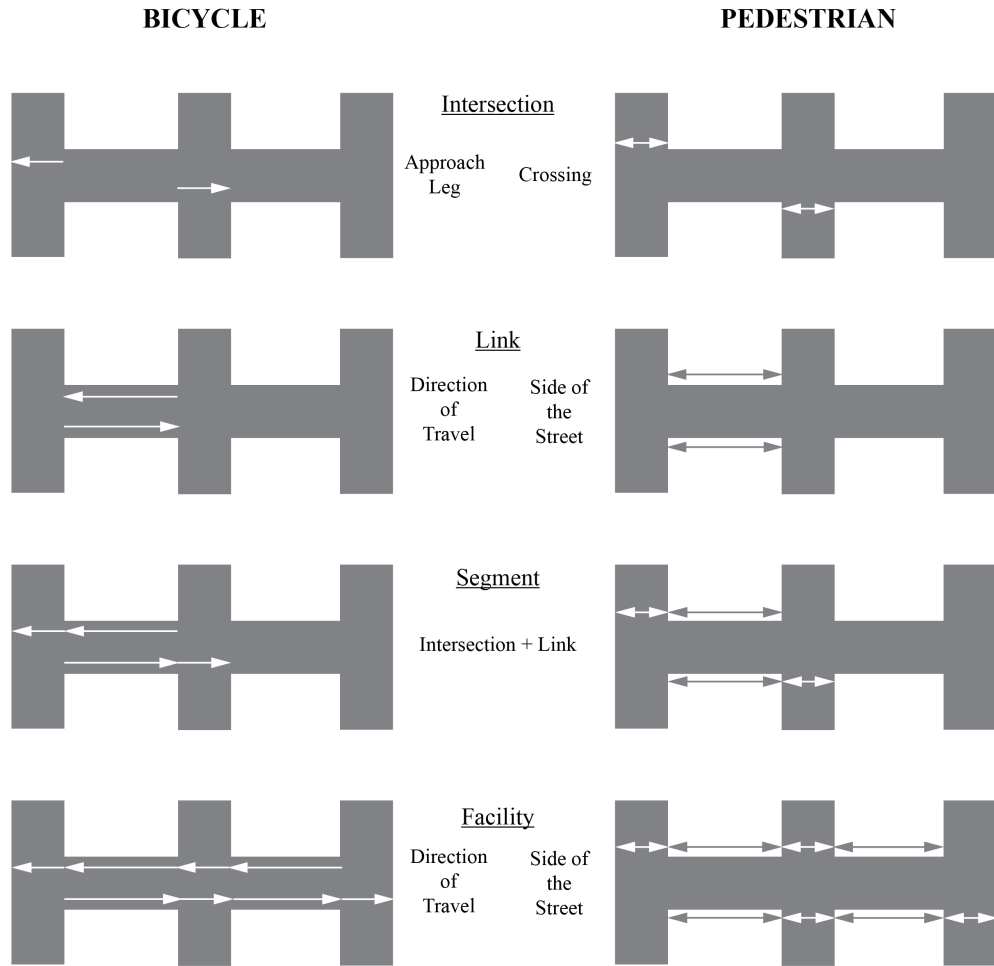 BICYCLE
PEDESTRIAN
Intersection
Approach
Leg
Crossing
Link
Direction
of
Travel
Side of
the
Street
Segment
Intersection + Link
Facility
Direction
of
Travel
Side of
the
Street